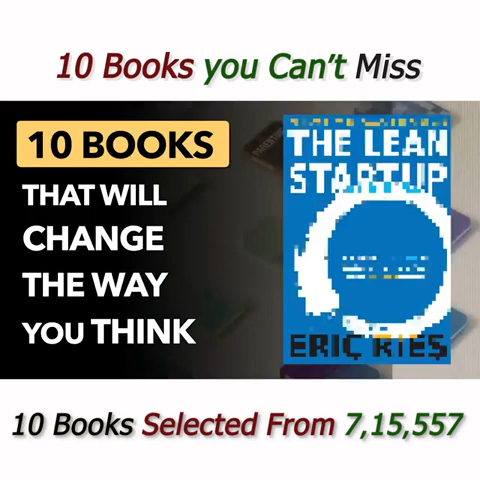 10 Books you Can't Miss
10 BOOKS
THAT WILL
CHANGE
THE WAY
YOU THINK
THE LEAN
STARTUP
ERIC RIES
10 Books Selected From 7,15,557